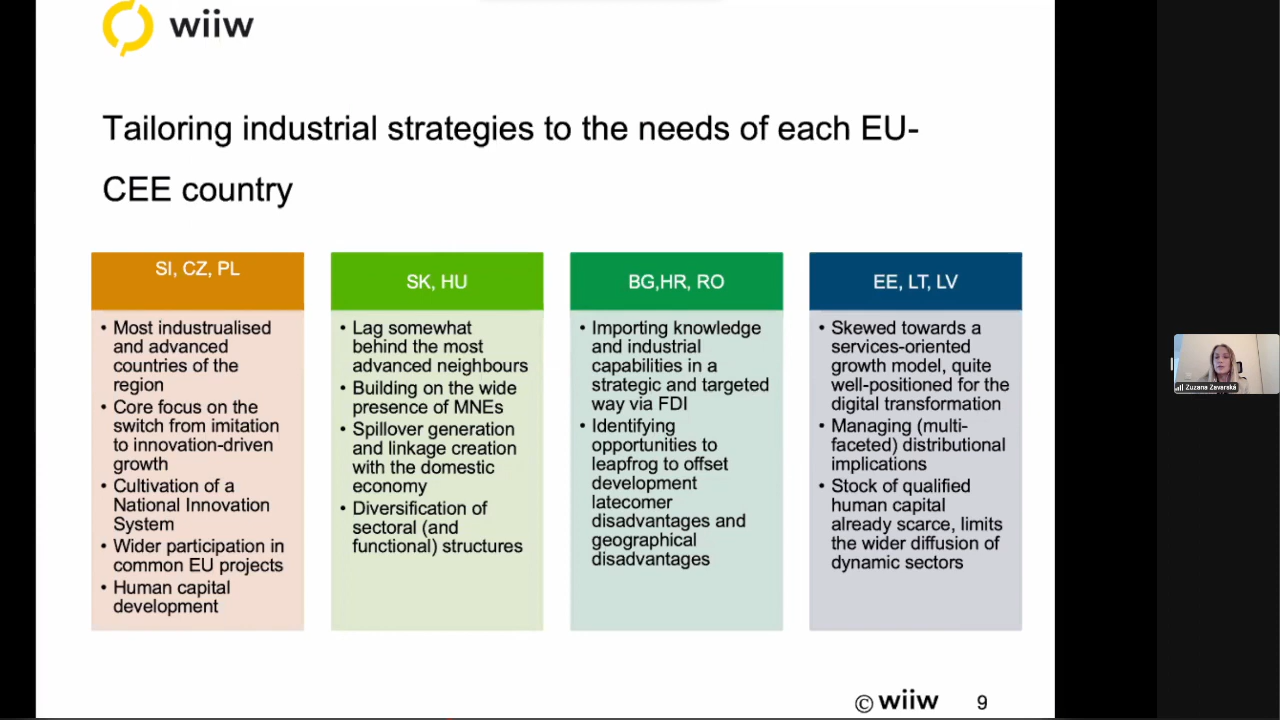 wiiw
Tailoring industrial strategies to the needs of each EU-
CEE country
SI, CZ, PL
• Most industrualised
and advanced
countries of the
region
• Core focus on the
switch from imitation
to innovation-driven
growth
• Cultivation of a
National Innovation
System
• Wider participation in
common EU projects
• Human capital
development
SK, HU
• Lag somewhat
behind the most
advanced neighbours
• Building on the wide
presence of MNEs
• Spillover generation
and linkage creation
with the domestic
economy
• Diversification of
sectoral (and
functional) structures
BG,HR, RO
• Importing knowledge
and industrial
capabilities in a
strategic and targeted
way via FDI
• Identifying
opportunities to
leapfrog to offset
development
latecomer
disadvantages and
geographical
disadvantages
EE, LT, LV
• Skewed towards a
services-oriented
growth model, quite
well-positioned for the
digital transformation
• Managing (multi-
faceted) distributional
implications
• Stock of qualified
human capital
already scarce, limits
the wider diffusion of
dynamic sectors
Zuzana Zavarská
© wiiw 9